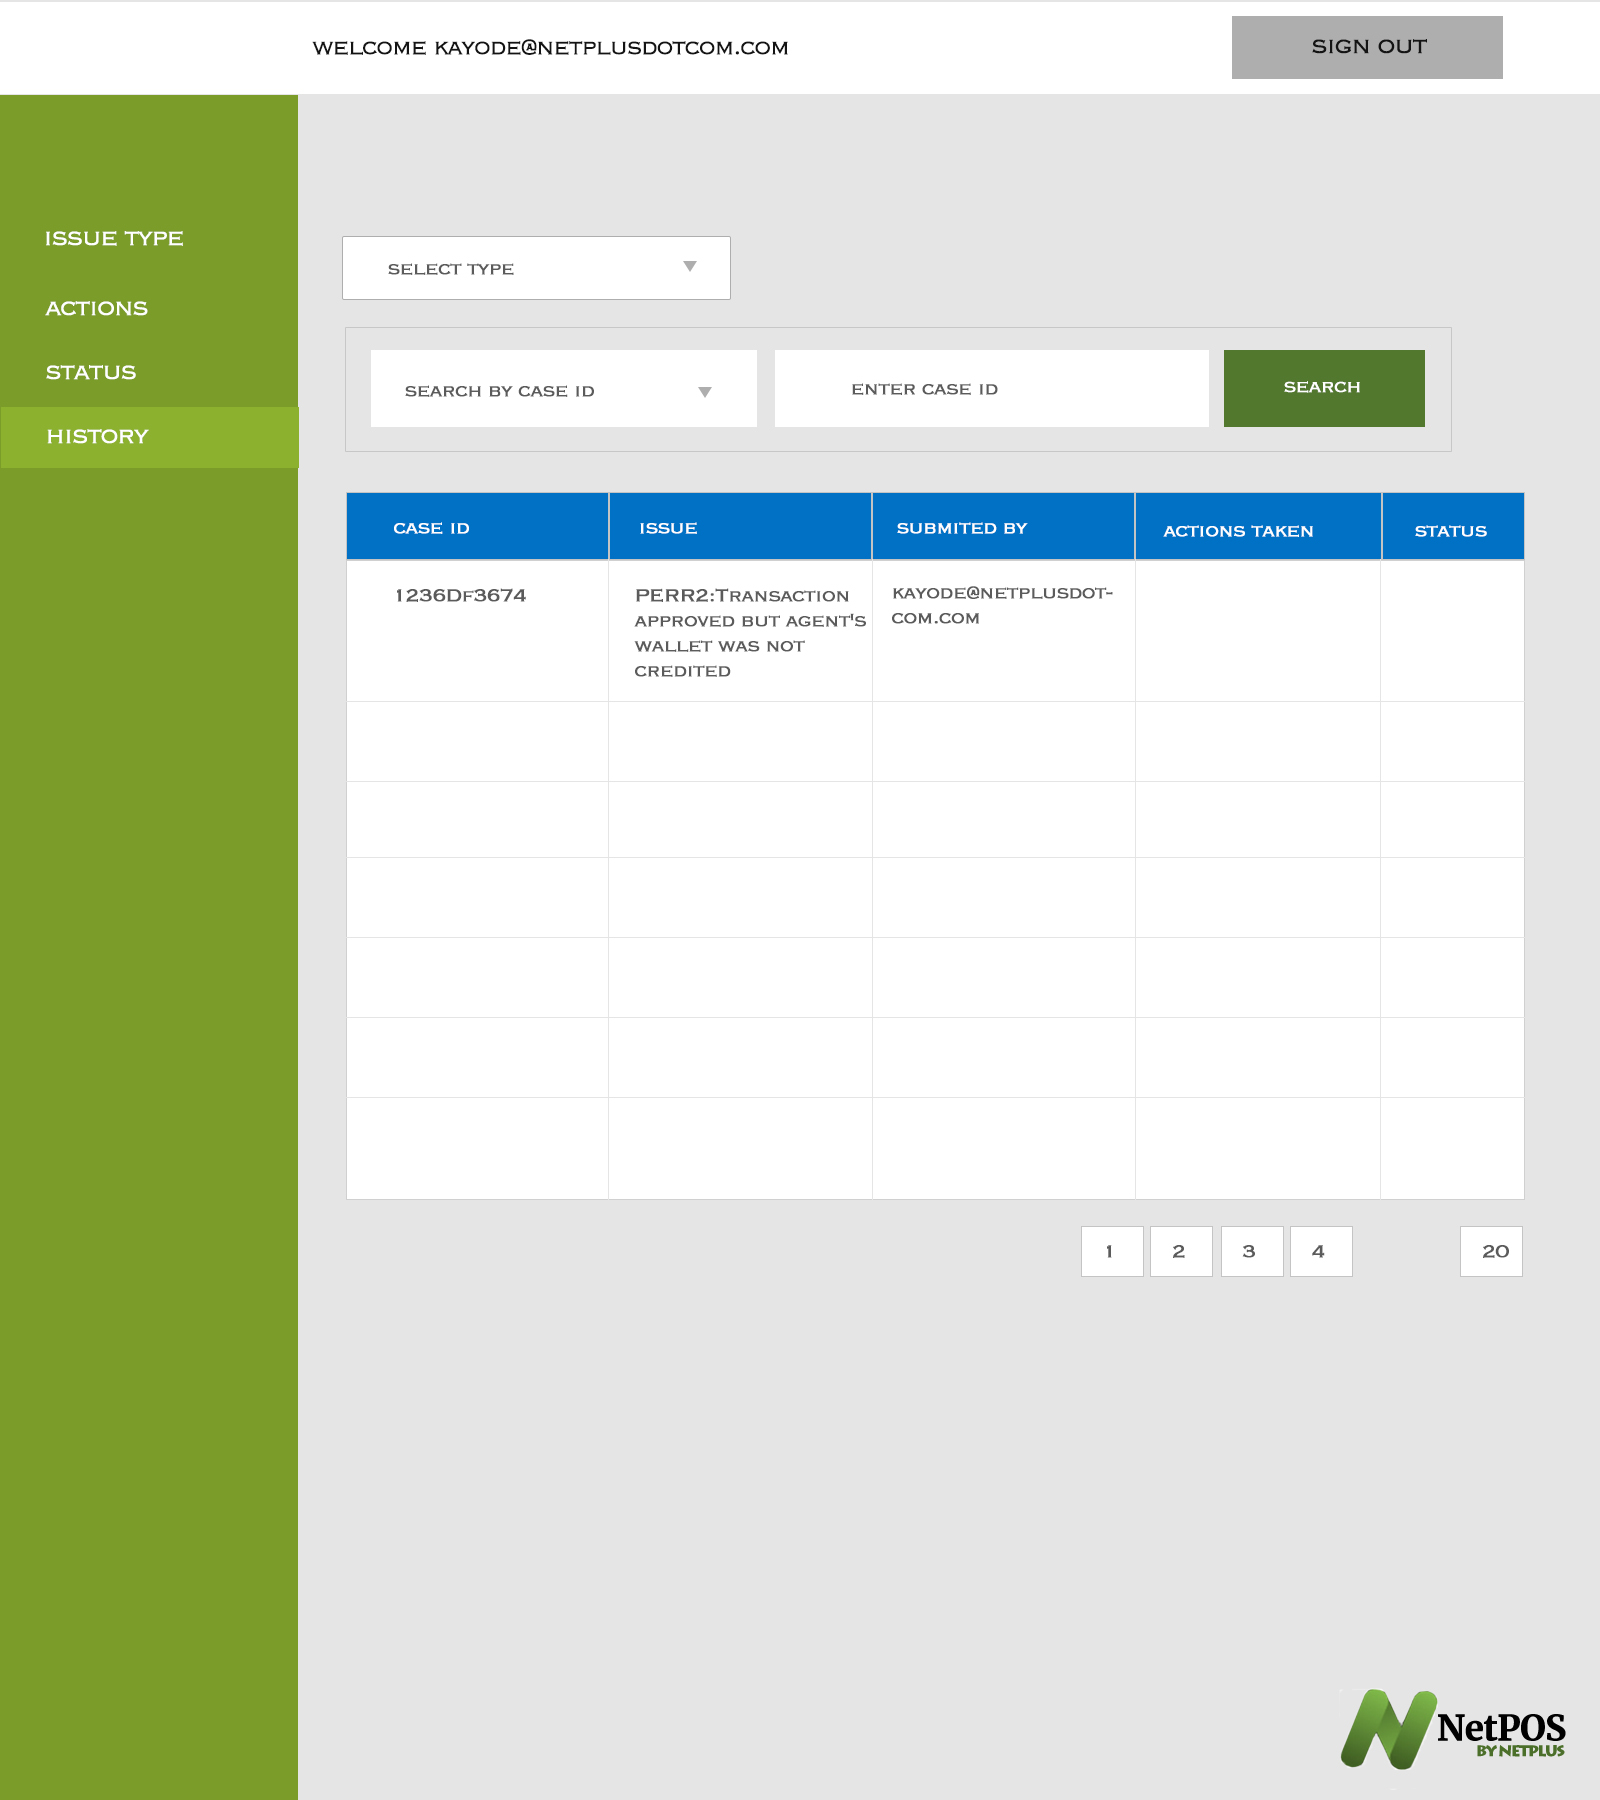 WELCOME KAYODE@NETPLUSDOTCOM.COM
SIGN OUT
ISSUE TYPE
ACTIONS
STATUS
HISTORY
SELECT TYPE
SEARCH BY CASE ID
ENTER CASE ID
SEARCH
CASE ID
ISSUE
SUBMITED BY
ACTIONS TAKEN
STATUS
1236DF3674
PERR2:TRANSACTION
APPROVED BUT AGENT'S
WALLET WAS NOT
CREDITED
KAYODE@NETPLUSDOT-
COM.COM
1
2
3
4
20
NetPOS
BY NETPLUS